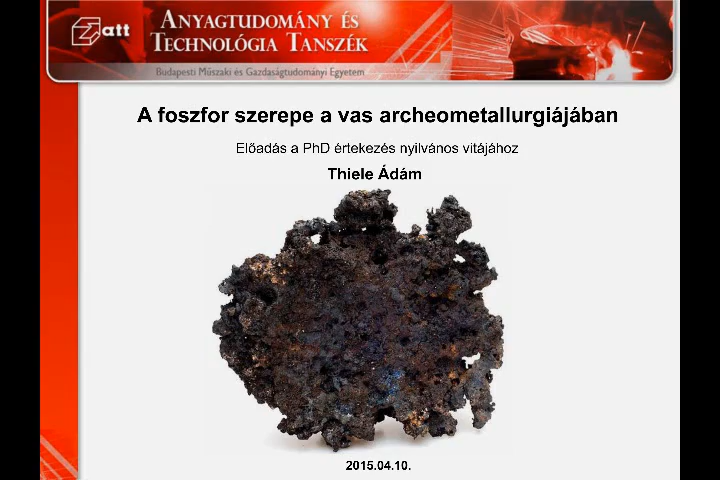 att
ANYAGTUDOMÁNY ÉS
TECHNOLÓGIA TANSZÉK
Budapesti Műszaki és Gazdaságtudományi Egyetem
A foszfor szerepe a vas archeometallurgiájában
Előadás a PhD értekezés nyilvános vitájához
Thiele Ádám
2015.04.10.